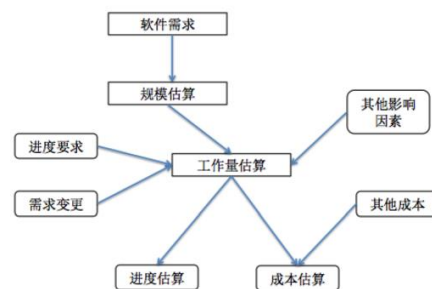 软件需求
规模估算
其他影响
因素
进度要求
工作量估算
需求变更
其他成本
进度估算
成本估算